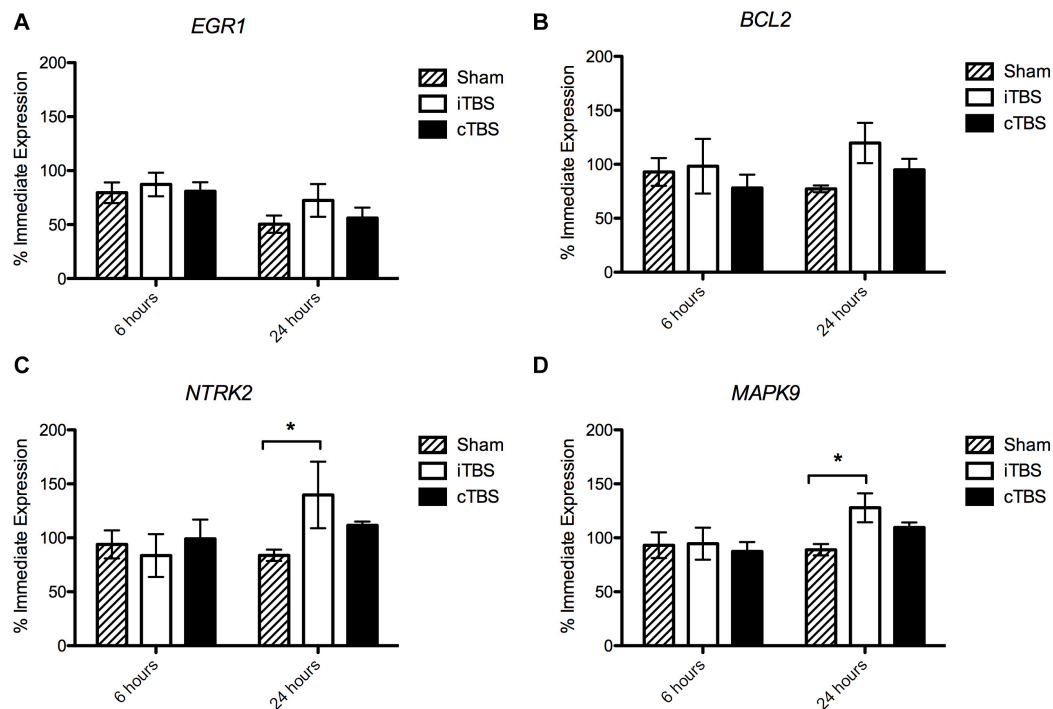 A
EGR1
% Immediate Expression
200
150
100
50
0
6 hours
24 hours
Sham
iTBS
cTBS
B
BCL2
% Immediate Expression
200
150
100
50
0
6 hours
24 hours
Sham
iTBS
cTBS
C
NTRK2
% Immediate Expression
200
150
100
50
0
*
6 hours
24 hours
Sham
iTBS
cTBS
D
MAPK9
% Immediate Expression
200
150
100
50
0
*
6 hours
24 hours
Sham
iTBS
cTBS